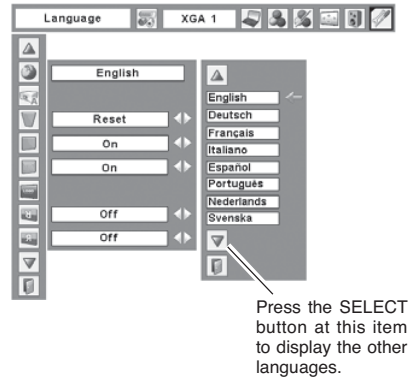 Language
XGA 1
English
Reset
On
On
Off
Off
English
Deutsch
Français
Italiano
Español
Português
Nederlands
Svenska
Press the SELECT
button at this item
to display the other
languages.